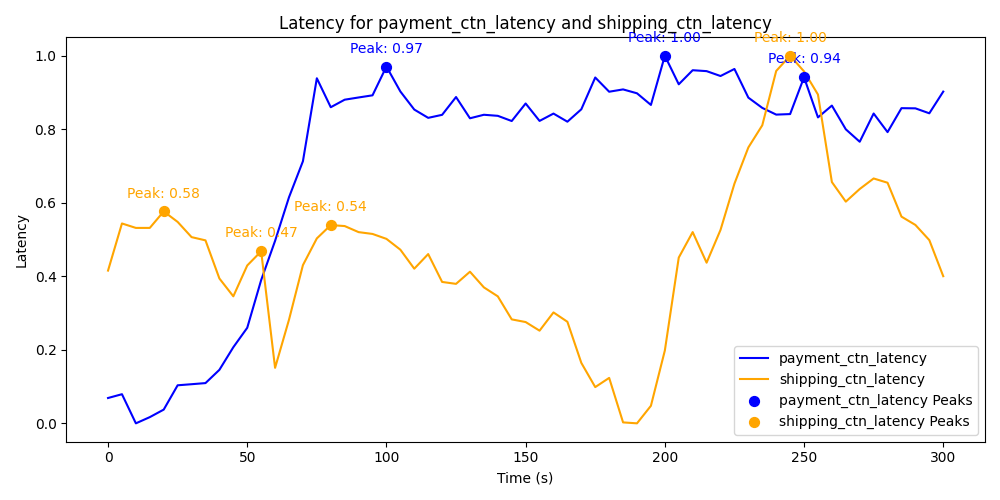 Latency for payment_ctn_latency and shipping_ctn_latency
Peak: 0.97
Peak: 1.00
Peak: 1.00
Peak: 0.94
Peak: 0.58
Peak: 0.54
Peak: 0.47
Latency
1.0
0.8
0.6
0.4
0.2
0.0
payment_ctn_latency
shipping_ctn_latency
payment_ctn_latency Peaks
shipping_ctn_latency Peaks
0 50 100 150 200 250 300
Time (s)